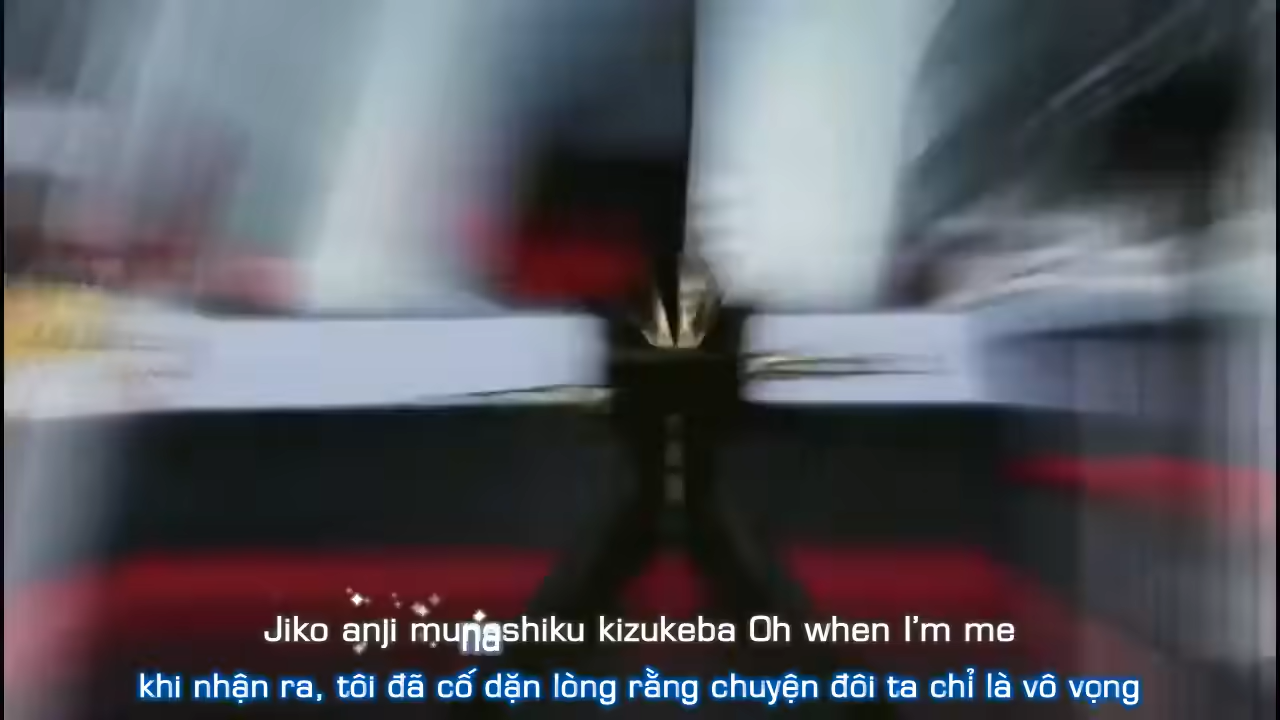 Jiko anji munashiku kizukeba Oh when I'm me
khi nhận ra, tôi đã cố dặn lòng rằng chuyện đôi ta chỉ là vô vọng